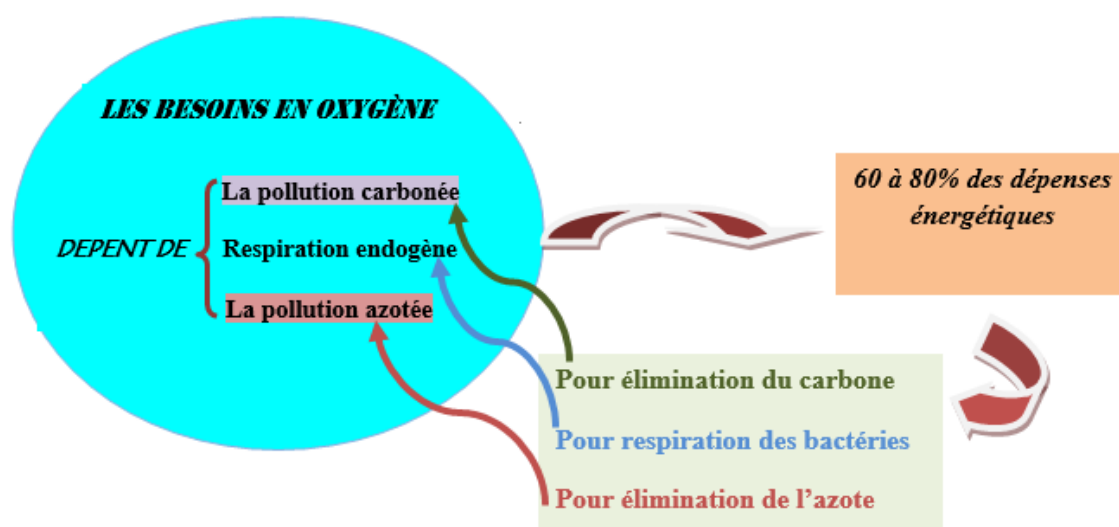 LES BESOINS EN OXYGÈNE
La pollution carbonée
DEPENT DE
Respiration endogène
La pollution azotée
60 à 80% des dépenses
énergétiques
Pour élimination du carbone
Pour respiration des bactéries
Pour élimination de l’azote